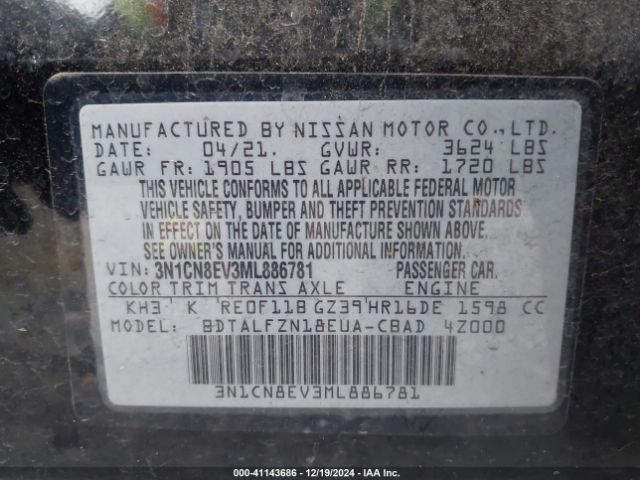 MANUFACTURED BY NISSAN MOTOR CO., LTD.
DATE: 04/21. GVWR: 3624 LBS
GAWR FR: 1905 LBS GAWR RR: 1720 LBS
THIS VEHICLE CONFORMS TO ALL APPLICABLE FEDERAL MOTOR
VEHICLE SAFETY, BUMPER AND THEFT PREVENTION STANDARDS
IN EFFECT ON THE DATE OF MANUFACTURE SHOWN ABOVE.
SEE OWNER'S MANUAL FOR ADDITIONAL INFORMATION.
VIN: 3N1CN8EV3ML886781 PASSENGER CAR.
COLOR TRIM TRANS AXLE ENGINE
KH3 K RE0F11B GZ39 HR16DE 1598 CC
MODEL BDTALFZN18EUA-CBAD 4Z000
3N1CN8EV3ML886781
© COPART 41143686 • 12/19/2024 • IAA Inc.